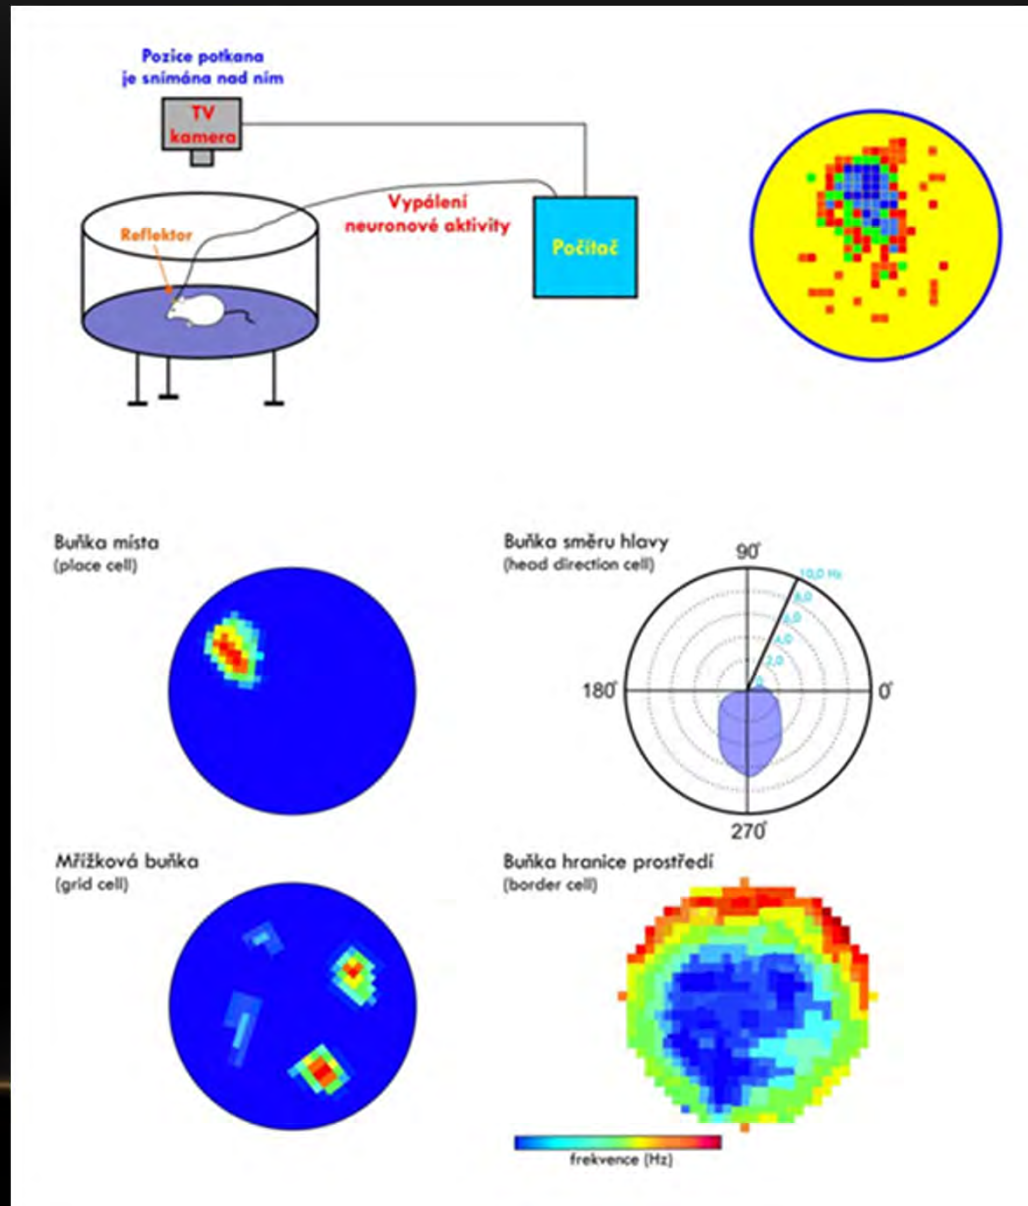 Pozice potkana
je snímána nad ním
TV
kamera
Reflektor
Vypálení
neuronové aktivity
Počítač
Buňka místa
(place cell)
Buňka směru hlavy
(head direction cell)
90°
10,0 Hz
8,0
6,0
4,0
2,0
0
180°
0°
270°
Mřížková buňka
(grid cell)
Buňka hranice prostředí
(border cell)
frekvence (Hz)